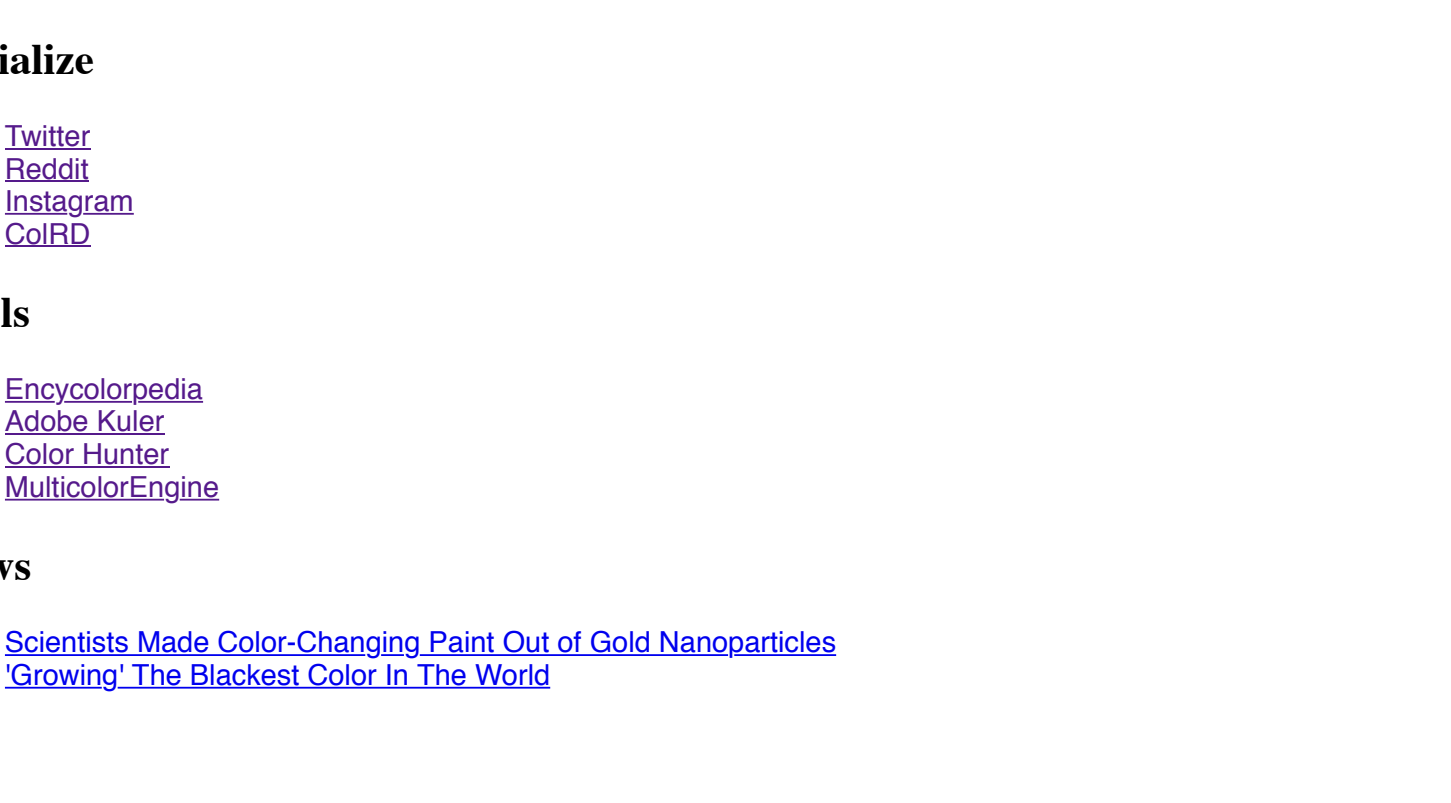 ialize
Twitter
Reddit
Instagram
ColRD
ls
Encycolorpedia
Adobe Kuler
Color Hunter
MulticolorEngine
ws
Scientists Made Color-Changing Paint Out of Gold Nanoparticles
'Growing' The Blackest Color In The World